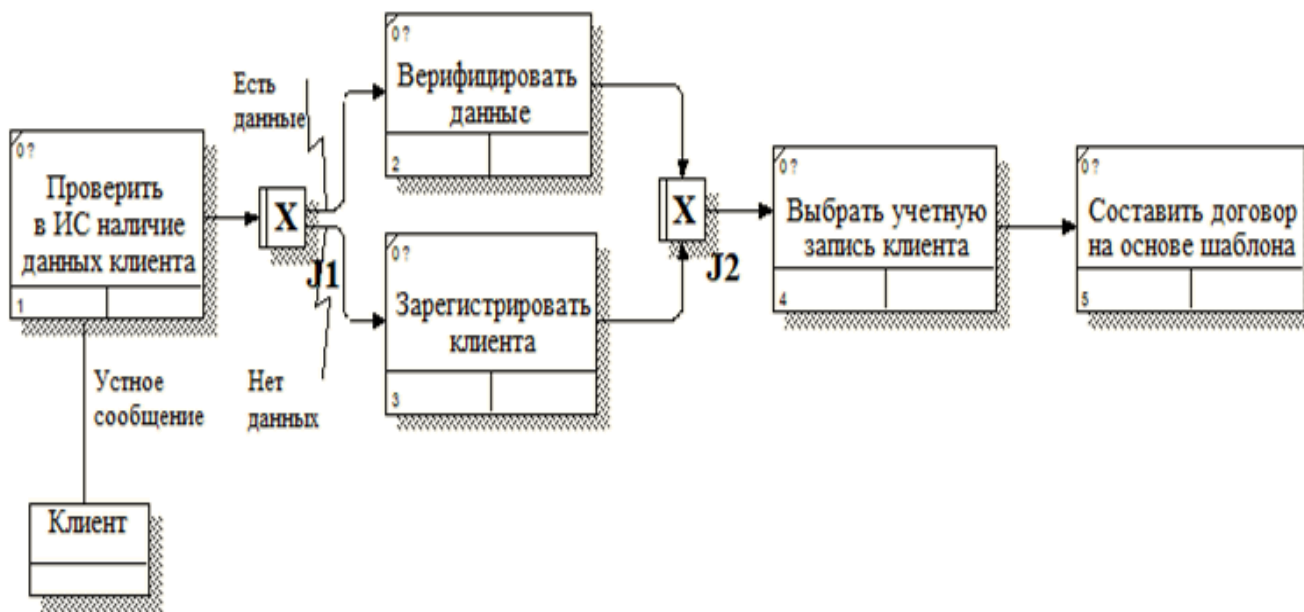 0?
Проверить
в ИС наличие
данных клиента
1
Устное
сообщение
Клиент
Есть
данные
X
J1
Нет
данных
0?
Верифицировать
данные
2
0?
Зарегистрировать
клиента
3
X
J2
0?
Выбрать учетную
запись клиента
4
0?
Составить договор
на основе шаблона
5